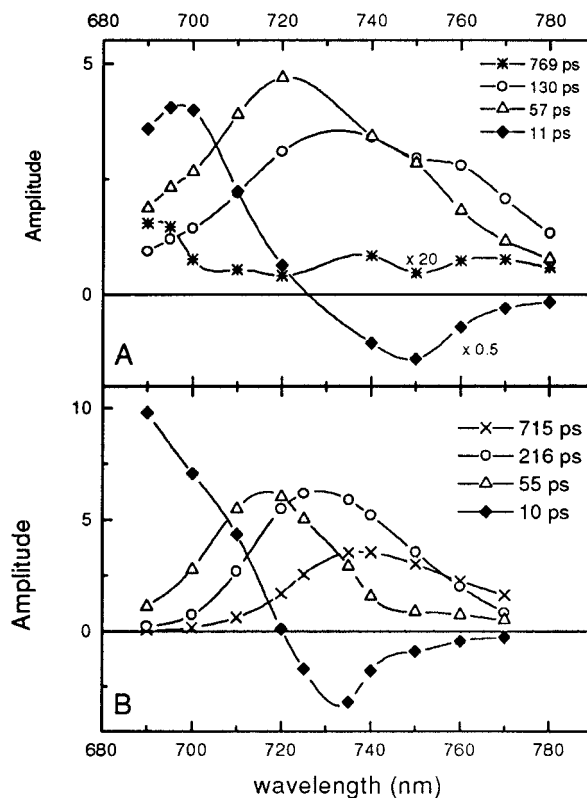 680 700 720 740 760 780
5
0
Amplitude
769 ps
130 ps
57 ps
11 ps
x 20
x 0.5
A
10
5
0
Amplitude
715 ps
216 ps
55 ps
10 ps
B
680 700 720 740 760 780
wavelength (nm)